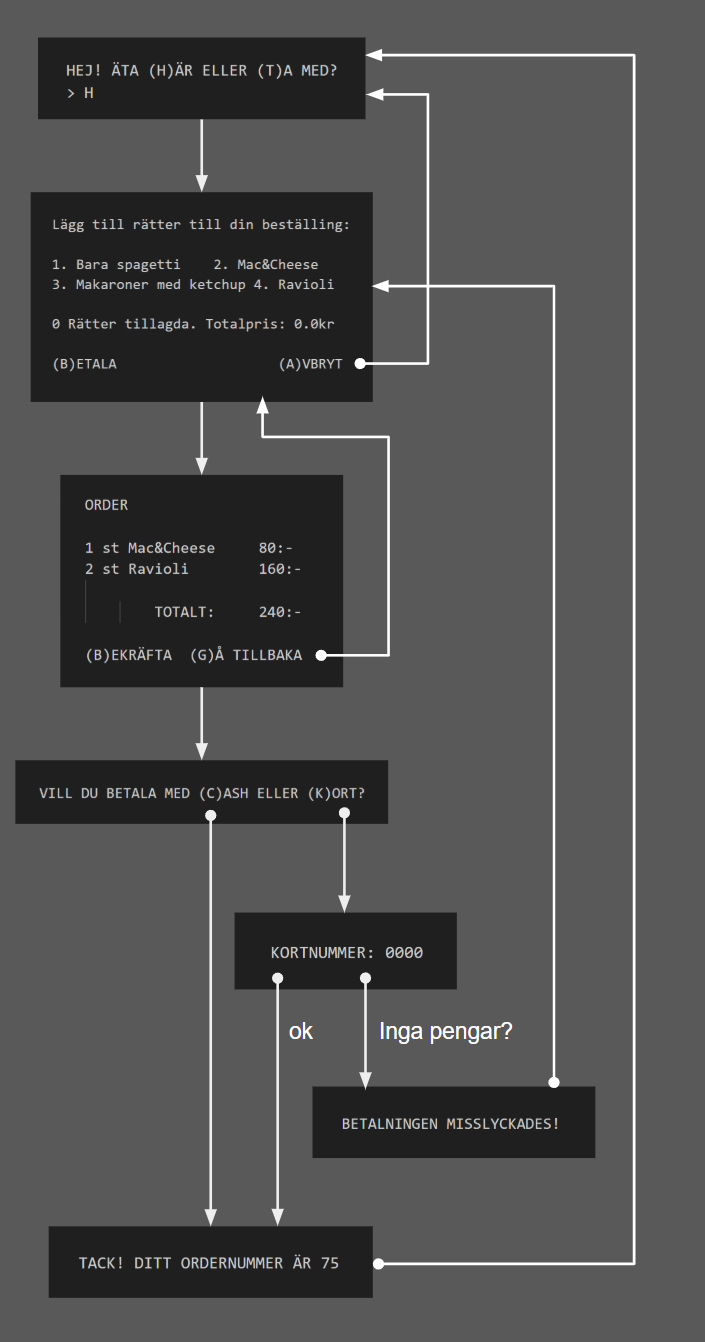 HEJ! ÄTA (H)ÄR ELLER (T)A MED?
> H
Lägg till rätter till din beställing:
1. Bara spagetti    2. Mac&Cheese
3. Makaroner med ketchup 4. Ravioli
0 Rätter tillagda. Totalpris: 0.0kr
(B)ETALA                    (A)VBRYT
ORDER
1 st Mac&Cheese     80:-
2 st Ravioli        160:-
TOTALT:     240:-
(B)EKRÄFTA  (G)Å TILLBAKA
VILL DU BETALA MED (C)ASH ELLER (K)ORT?
KORTNUMMER: 0000
ok
Inga pengar?
BETALNINGEN MISSLYCKADES!
TACK! DITT ORDERNUMMER ÄR 75